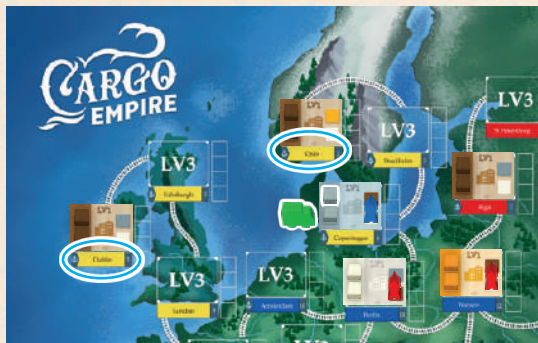 CARGO
EMPIRE
LV3
St. Petersburg
LV1
Oslo
LV3
Stockholm
LV3
Edinburgh
LV1
Riga
LV1
Dublin
Copenhagen
LV3
London
LV3
Amsterdam
LV1
Berlin
LV1
Warsaw